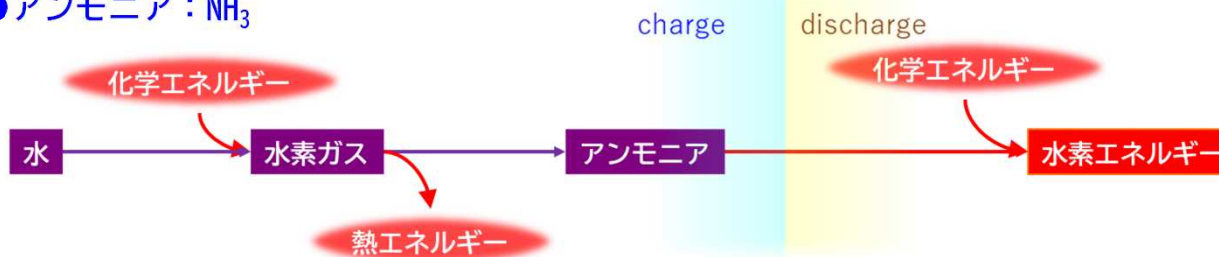 ●アンモニア：NH₃
charge
discharge
化学エネルギー
化学エネルギー
水
水素ガス
アンモニア
水素エネルギー
熱エネルギー